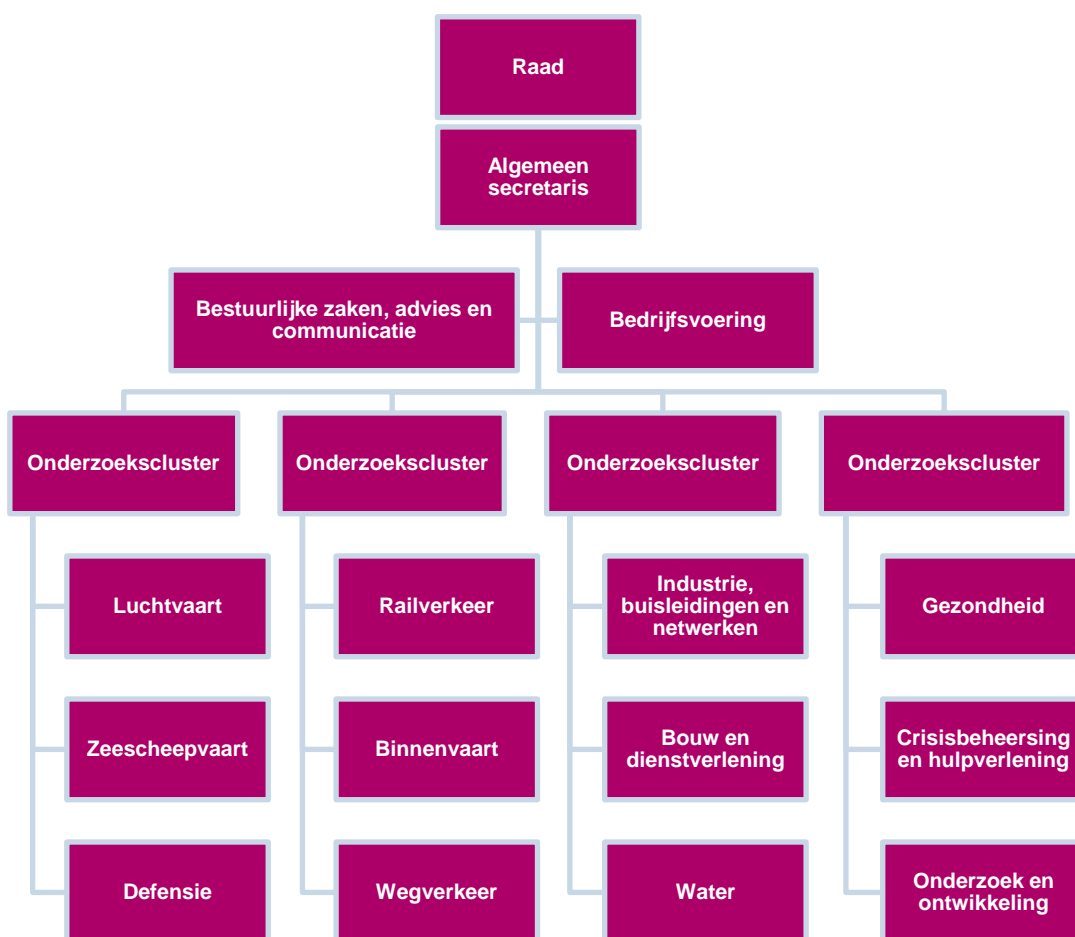 Raad
Algemeen
secretaris
Bestuurlijke zaken, advies en
communicatie
Bedrijfsvoering
Onderzoekscluster
Onderzoekscluster
Onderzoekscluster
Onderzoekscluster
Luchtvaart
Railverkeer
Industrie,
buisleidingen en
netwerken
Gezondheid
Zeescheepvaart
Binnenvaart
Bouw en
dienstverlening
Crisisbeheersing
en hulpverlening
Defensie
Wegverkeer
Water
Onderzoek en
ontwikkeling